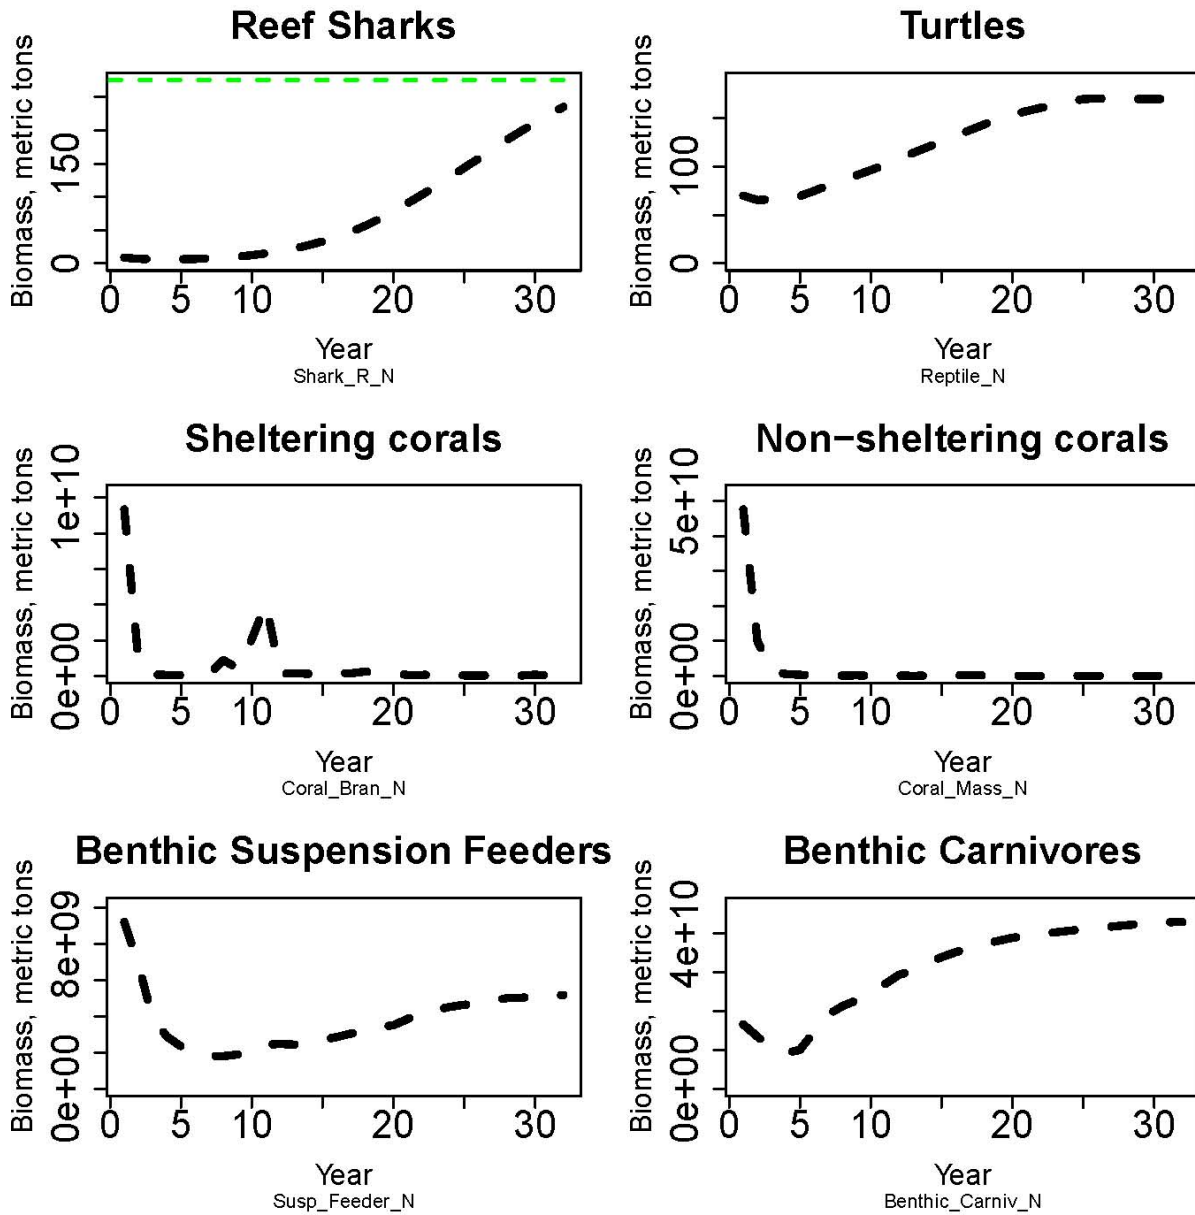 Reef Sharks
Biomass, metric tons
0 150
0 5 10 20 30
Year
Shark_R_N
Turtles
Biomass, metric tons
0 100
0 5 10 20 30
Year
Reptile_N
Sheltering corals
Biomass, metric tons
0e+00 1e+10
0 5 10 20 30
Year
Coral_Bran_N
Non−sheltering corals
Biomass, metric tons
0e+00 5e+10
0 5 10 20 30
Year
Coral_Mass_N
Benthic Suspension Feeders
Biomass, metric tons
0e+00 8e+09
0 5 10 20 30
Year
Susp_Feeder_N
Benthic Carnivores
Biomass, metric tons
0e+00 4e+10
0 5 10 20 30
Year
Benthic_Carniv_N